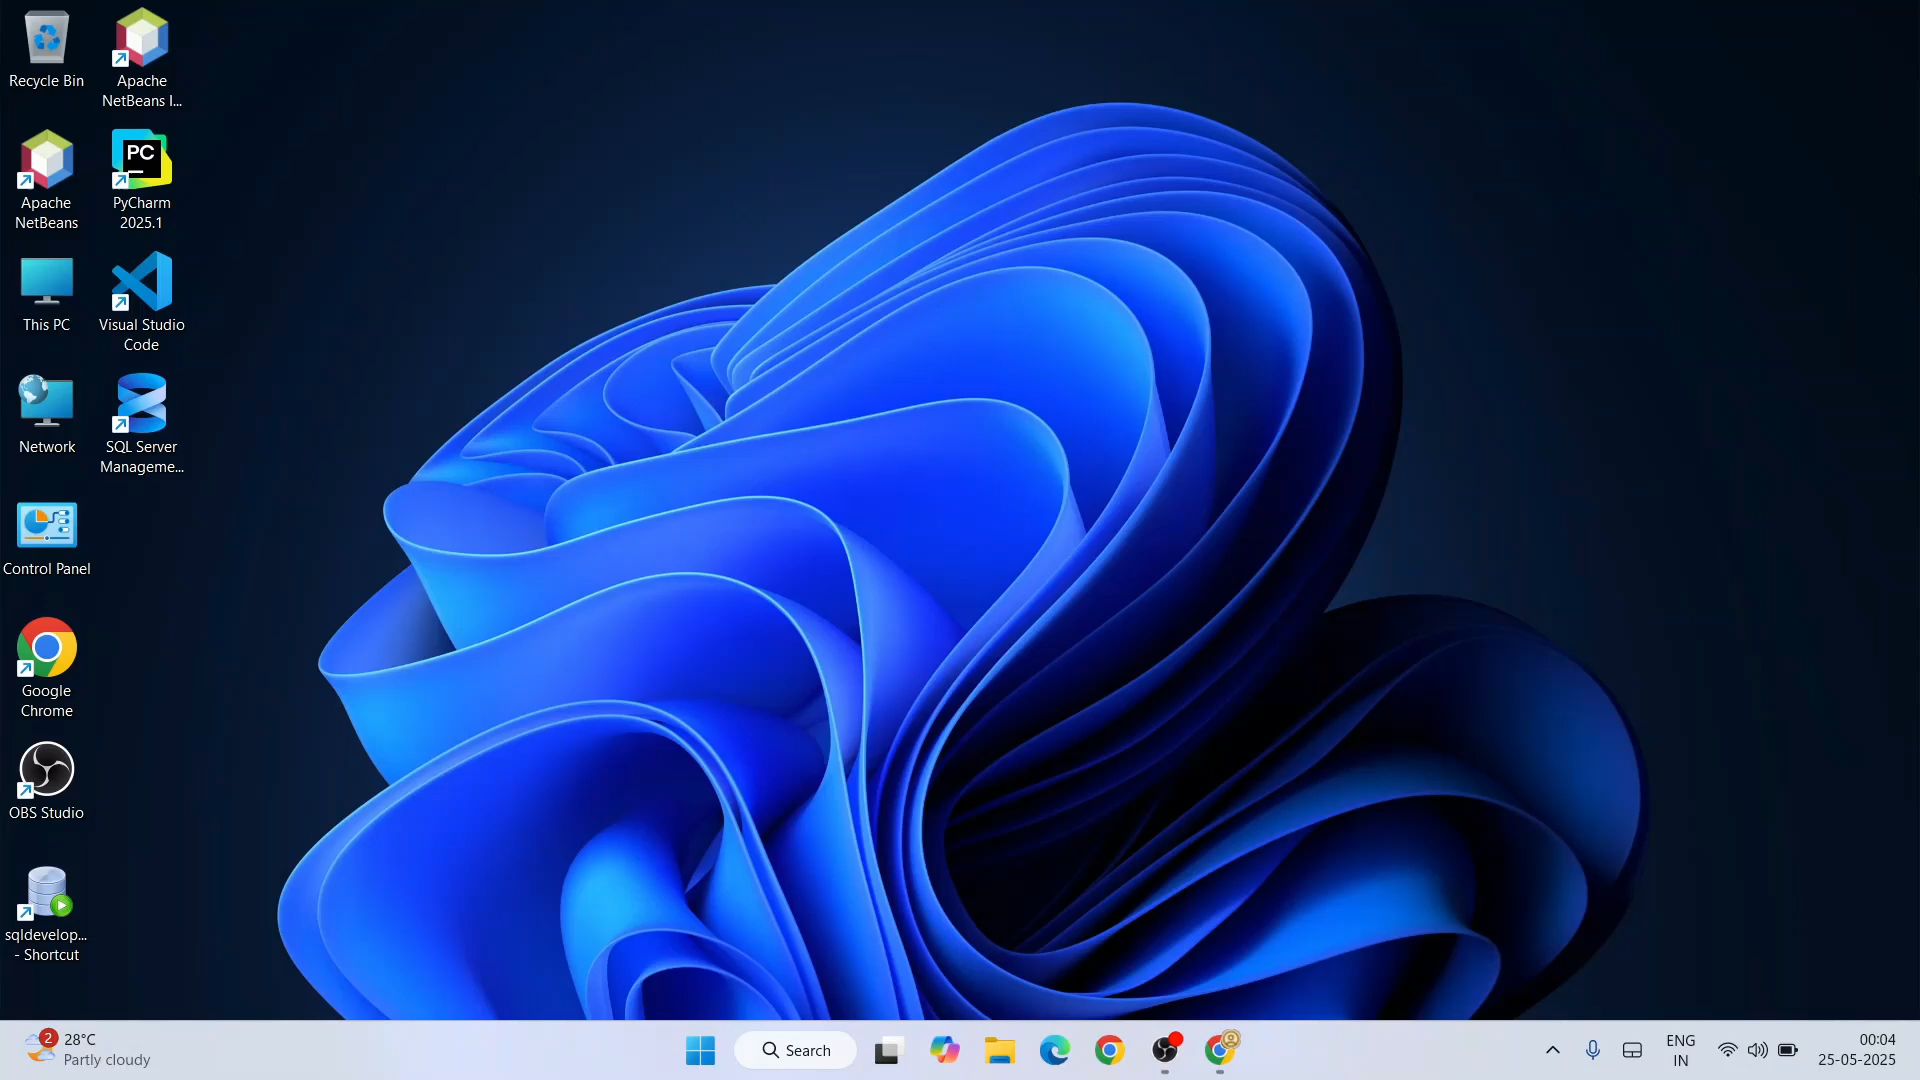 Recycle Bin
Apache
NetBeans I...
Apache
NetBeans
PC
PyCharm
2025.1
This PC
Visual Studio
Code
Network
SQL Server
Manageme...
Control Panel
Google
Chrome
OBS Studio
sqldevelop...
- Shortcut
2
28°C
Partly cloudy
Search
ENG
IN
00:04
25-05-2025